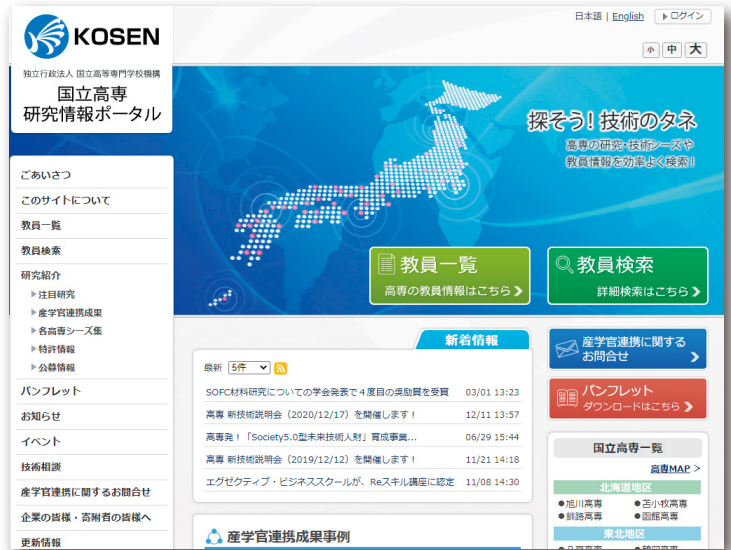 日本語 | English
ログイン
小 中 大
KOSEN
独立行政法人 国立高等専門学校機構
国立高専
研究情報ポータル
探そう! 技術のタネ
高専の研究・技術シーズや
教員情報を効率よく検索!
ごあいさつ
このサイトについて
教員一覧
教員検索
研究紹介
▶注目研究
▶産学官連携成果
▶各高専シーズ集
▶特許情報
▶公募情報
パンフレット
お知らせ
イベント
技術相談
産学官連携に関するお問合せ
企業の皆様・寄附者の皆様へ
更新情報
教員一覧
高専の教員情報はこちら
教員検索
詳細検索はこちら
新着情報
最新 5件
SOFC材料研究についての学会発表で４度目の奨励賞を受賞 03/01 13:23
高専 新技術説明会（2020/12/17）を開催します！ 12/11 13:57
高専発！「Society5.0型未来技術人財」育成事業... 06/29 15:44
高専 新技術説明会（2019/12/12）を開催します！ 11/21 14:18
エグゼクティブ・ビジネススクールが、Reスキル講座に認定 11/08 14:30
産学官連携成果事例
産学官連携に関する
お問合せ
パンフレット
ダウンロードはこちら
国立高専一覧
高専MAP >
北海道地区
●旭川高専 ●苫小牧高専
●釧路高専 ●函館高専
東北地区